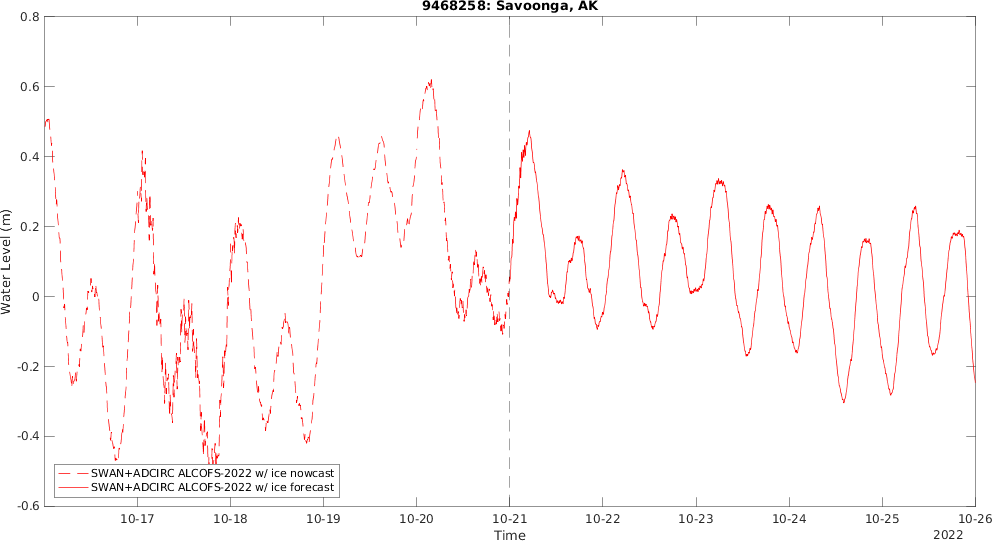 9468258: Savoonga, AK
0.8
0.6
0.4
0.2
0
-0.2
-0.4
-0.6
Water Level (m)
SWAN+ADCIRC ALCOFS-2022 w/ ice nowcast
SWAN+ADCIRC ALCOFS-2022 w/ ice forecast
10-17 10-18 10-19 10-20 10-21 10-22 10-23 10-24 10-25 10-26
Time
2022